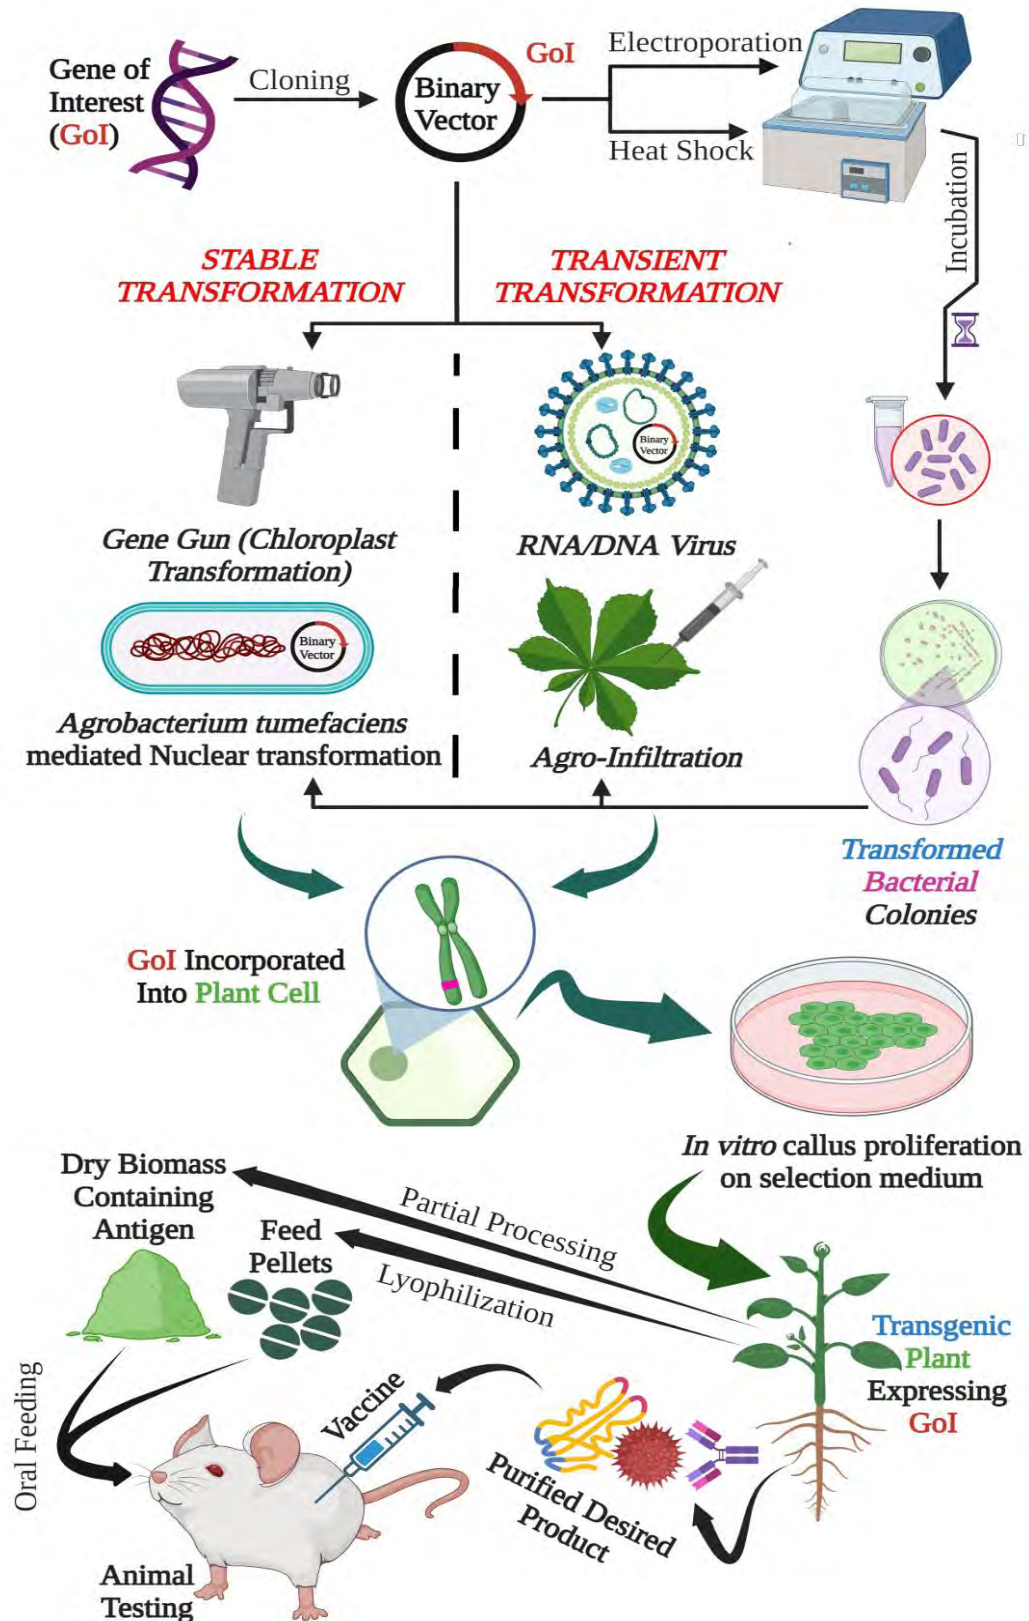 Gene of
Interest
(GoI)
Cloning
Binary
Vector
GoI
Electroporation
Heat Shock
Incubation
STABLE
TRANSFORMATION
TRANSIENT
TRANSFORMATION
Binary
Vector
Gene Gun (Chloroplast
Transformation)
RNA/DNA Virus
Binary
Vector
Agrobacterium tumefaciens
mediated Nuclear transformation
Agro-Infiltration
Transformed
Bacterial
Colonies
GoI Incorporated
Into Plant Cell
In vitro callus proliferation
on selection medium
Dry Biomass
Containing
Antigen
Partial Processing
Feed
Pellets
Lyophilization
Transgenic
Plant
Expressing
GoI
Oral Feeding
Vaccine
Purified Desired
Product
Animal
Testing